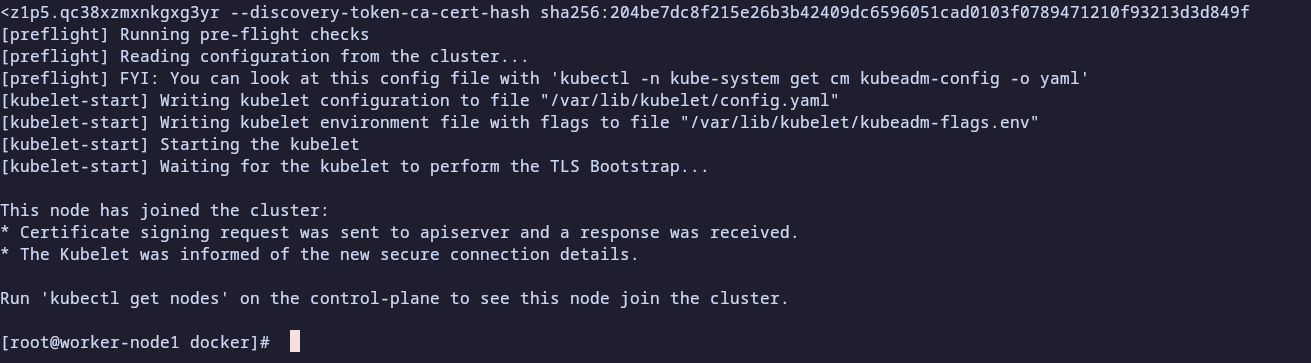 <z1p5.qc38xzmxnkgxg3yr --discovery-token-ca-cert-hash sha256:204be7dc8f215e26b3b42409dc6596051cad0103f0789471210f93213d3d849f
[preflight] Running pre-flight checks
[preflight] Reading configuration from the cluster...
[preflight] FYI: You can look at this config file with 'kubectl -n kube-system get cm kubeadm-config -o yaml'
[kubelet-start] Writing kubelet configuration to file "/var/lib/kubelet/config.yaml"
[kubelet-start] Writing kubelet environment file with flags to file "/var/lib/kubelet/kubeadm-flags.env"
[kubelet-start] Starting the kubelet
[kubelet-start] Waiting for the kubelet to perform the TLS Bootstrap...

This node has joined the cluster:
* Certificate signing request was sent to apiserver and a response was received.
* The Kubelet was informed of the new secure connection details.

Run 'kubectl get nodes' on the control-plane to see this node join the cluster.

[root@worker-node1 docker]#